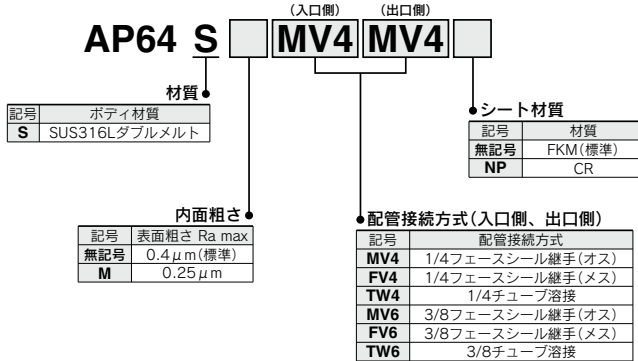 (入口側) (出口側)
AP64 S MV4 MV4
材質
記号 ボディ材質
S SUS316Lダブルメルト
シート材質
記号 材質
無記号 FKM(標準)
NP CR
内面粗さ
記号 表面粗さ Ra max
無記号 0.4μm(標準)
M 0.25μm
配管接続方式(入口側、出口側)
記号 配管接続方式
MV4 1/4フェースシール継手(オス)
FV4 1/4フェースシール継手(メス)
TW4 1/4チューブ溶接
MV6 3/8フェースシール継手(オス)
FV6 3/8フェースシール継手(メス)
TW6 3/8チューブ溶接